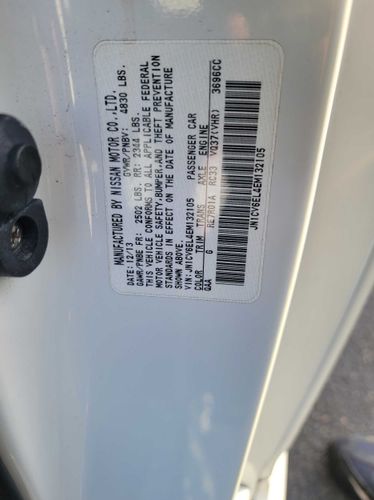 MANUFACTURED BY NISSAN MOTOR CO.,LTD.
DATE: 12/13 GVWR/PNBV: 4830 LBS.
GAWR/PNBE FR: 2502 LBS. RR: 2344 LBS.
THIS VEHICLE CONFORMS TO ALL APPLICABLE FEDERAL
MOTOR VEHICLE SAFETY,BUMPER,AND THEFT PREVENTION
STANDARDS IN EFFECT ON THE DATE OF MANUFACTURE
SHOWN ABOVE.
VIN:JN1CV6EL4EM132105 PASSENGER CAR
COLOR TRIM TRANS AXLE ENGINE
QAA G RE7R01A RE33 VQ37(VHR) 3696CC
JN1CV6EL4EM132105